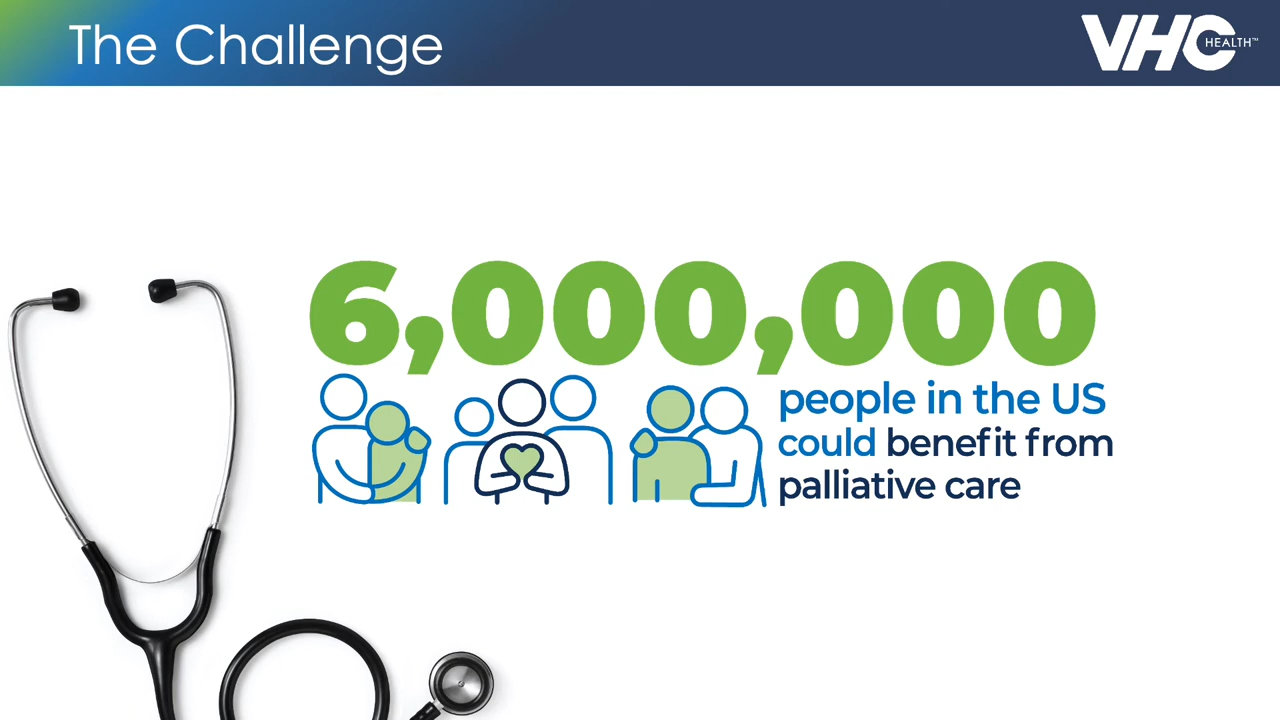 The Challenge
VHC HEALTH™
6,000,000
people in the US
could benefit from
palliative care